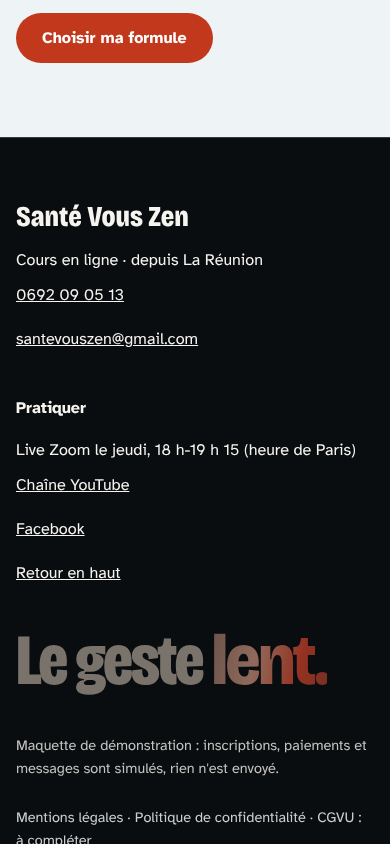 Choisir ma formule
Santé Vous Zen
Cours en ligne · depuis La Réunion
0692 09 05 13
santevouszen@gmail.com
Pratiquer
Live Zoom le jeudi, 18 h-19 h 15 (heure de Paris)
Chaîne YouTube
Facebook
Retour en haut
Le geste lent.
Maquette de démonstration : inscriptions, paiements et
messages sont simulés, rien n'est envoyé.
Mentions légales · Politique de confidentialité · CGVU :
à compléter